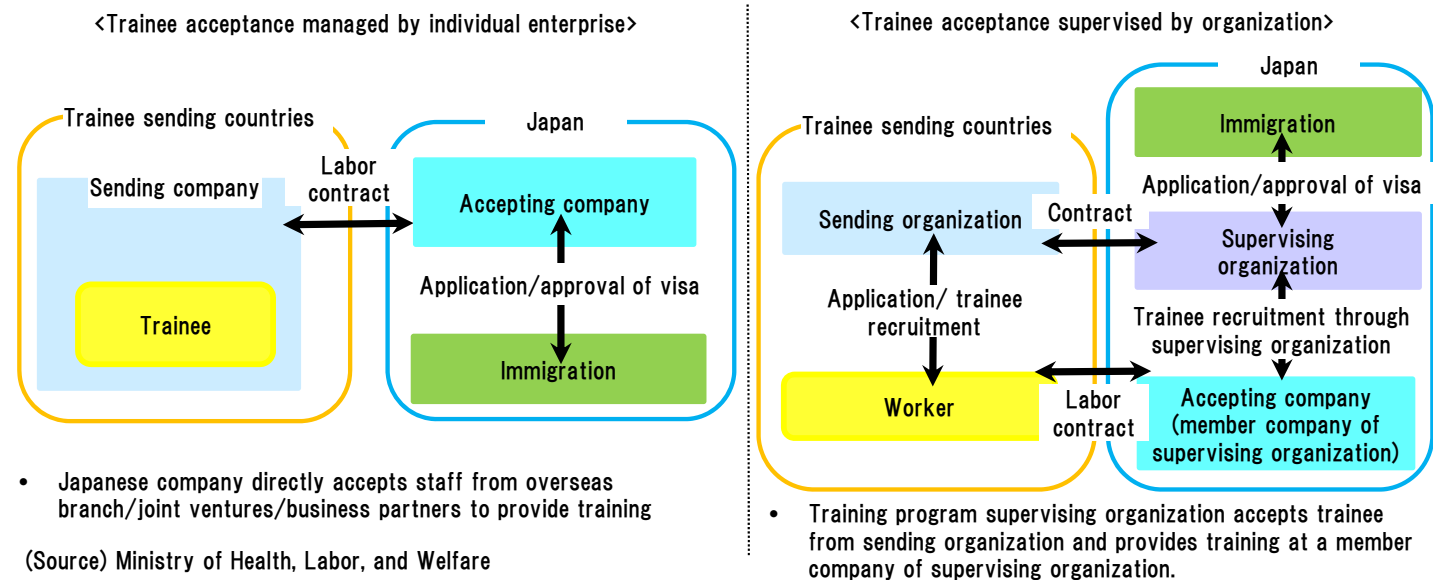 <Trainee acceptance managed by individual enterprise>
Trainee sending countries
Japan
Sending company
Labor
contract
Accepting company
Trainee
Application/approval of visa
Immigration
• Japanese company directly accepts staff from overseas
branch/joint ventures/business partners to provide training
(Source) Ministry of Health, Labor, and Welfare
<Trainee acceptance supervised by organization>
Japan
Trainee sending countries
Immigration
Application/approval of visa
Sending organization
Contract
Supervising
organization
Application/ trainee
recruitment
Trainee recruitment through
supervising organization
Worker
Labor
contract
Accepting company
(member company of
supervising organization)
• Training program supervising organization accepts trainee
from sending organization and provides training at a member
company of supervising organization.